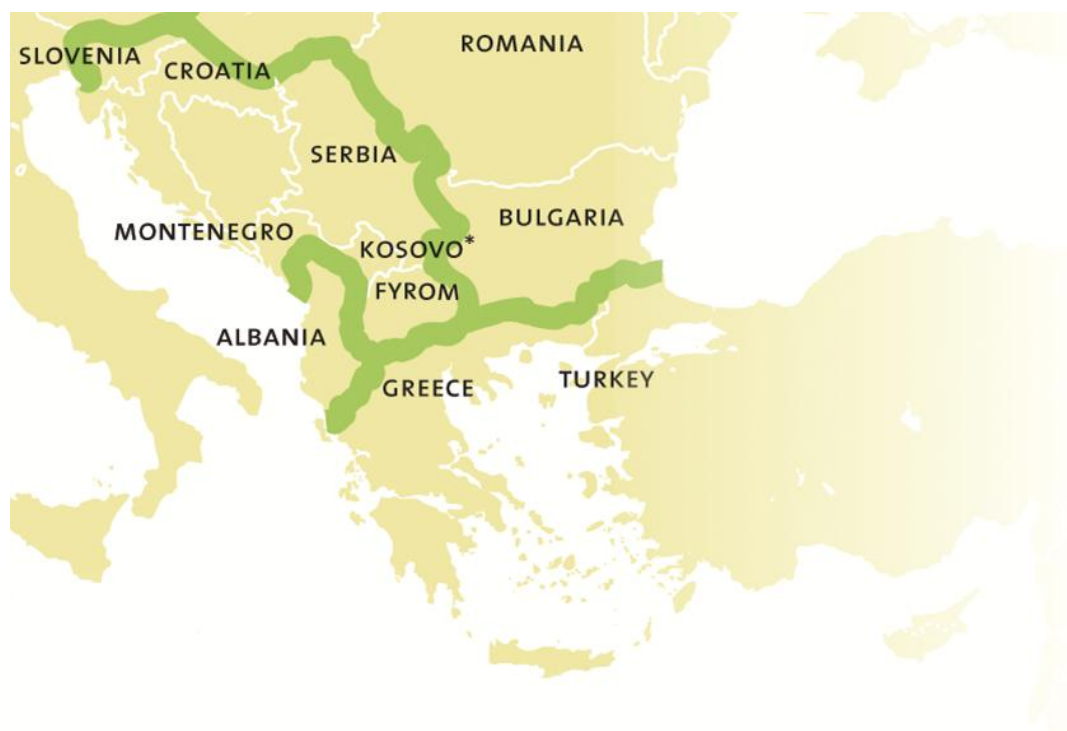 ROMANIA
SLOVENIA
CROATIA
SERBIA
BULGARIA
MONTENEGRO
KOSOVO*
FYROM
ALBANIA
TURKEY
GREECE